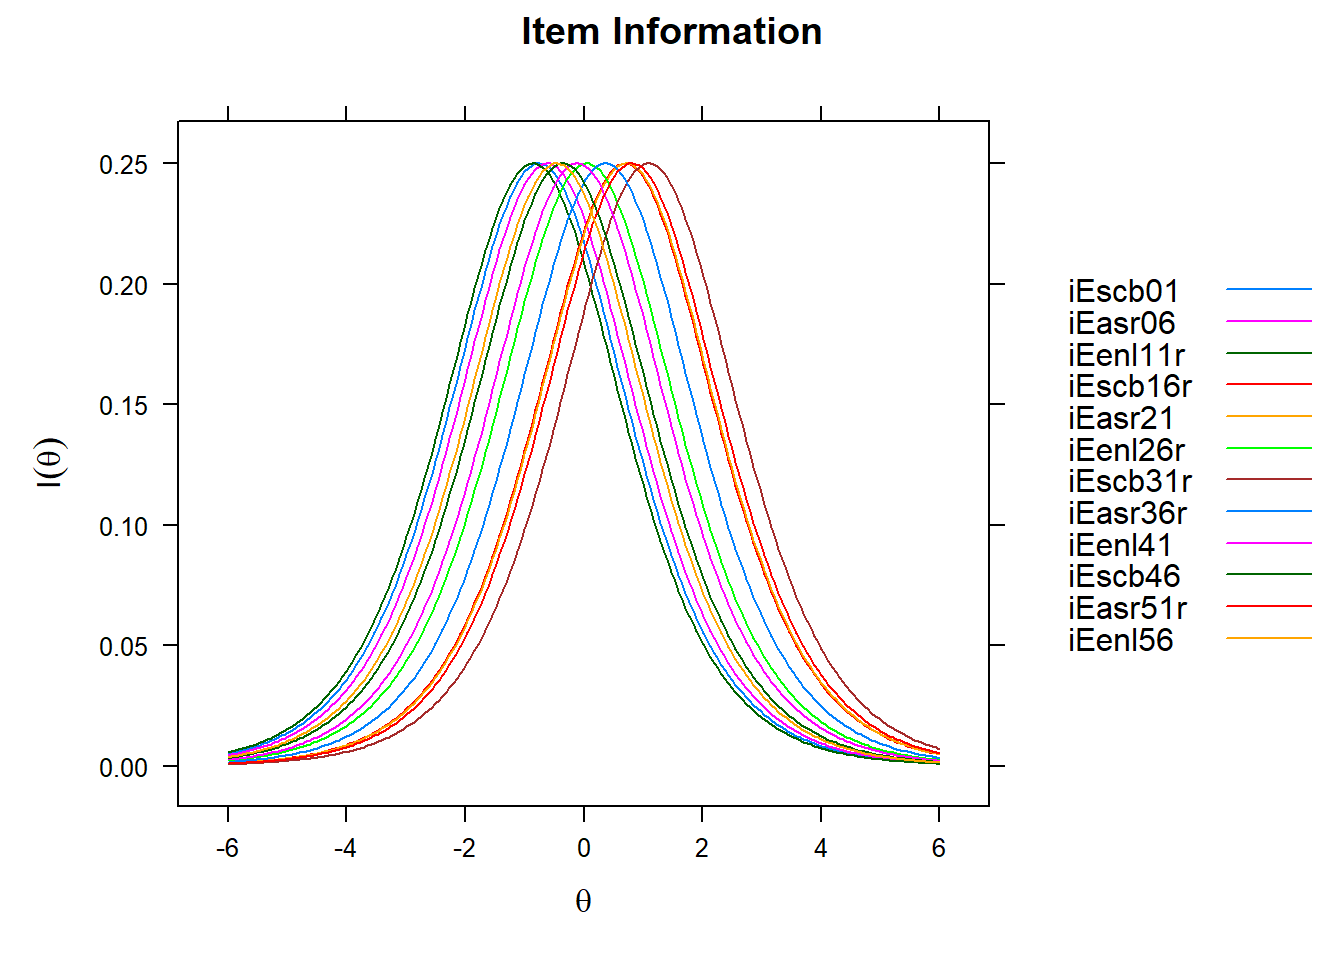 Item Information
I(θ)
0.25
0.20
0.15
0.10
0.05
0.00
-6 -4 -2 0 2 4 6
θ
iEscb01
iEasr06
iEenl11r
iEscb16r
iEasr21
iEenl26r
iEscb31r
iEasr36r
iEenl41
iEscb46
iEasr51r
iEenl56